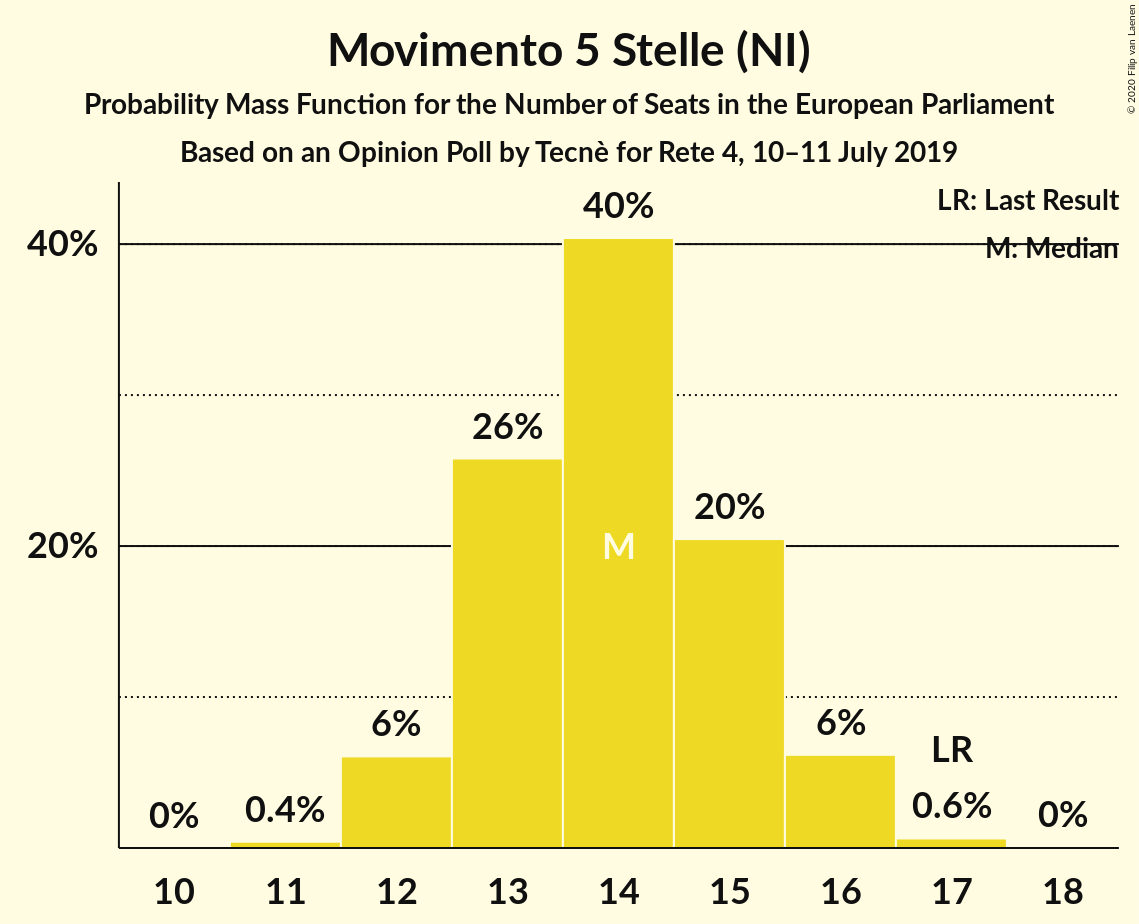 Movimento 5 Stelle (NI)
Probability Mass Function for the Number of Seats in the European Parliament
Based on an Opinion Poll by Tecnè for Rete 4, 10–11 July 2019
© 2020 Filip van Laenen
LR: Last Result
M: Median
40%
20%
0%
0.4%
6%
26%
40%
M
20%
6%
LR
0.6%
0%
10 11 12 13 14 15 16 17 18